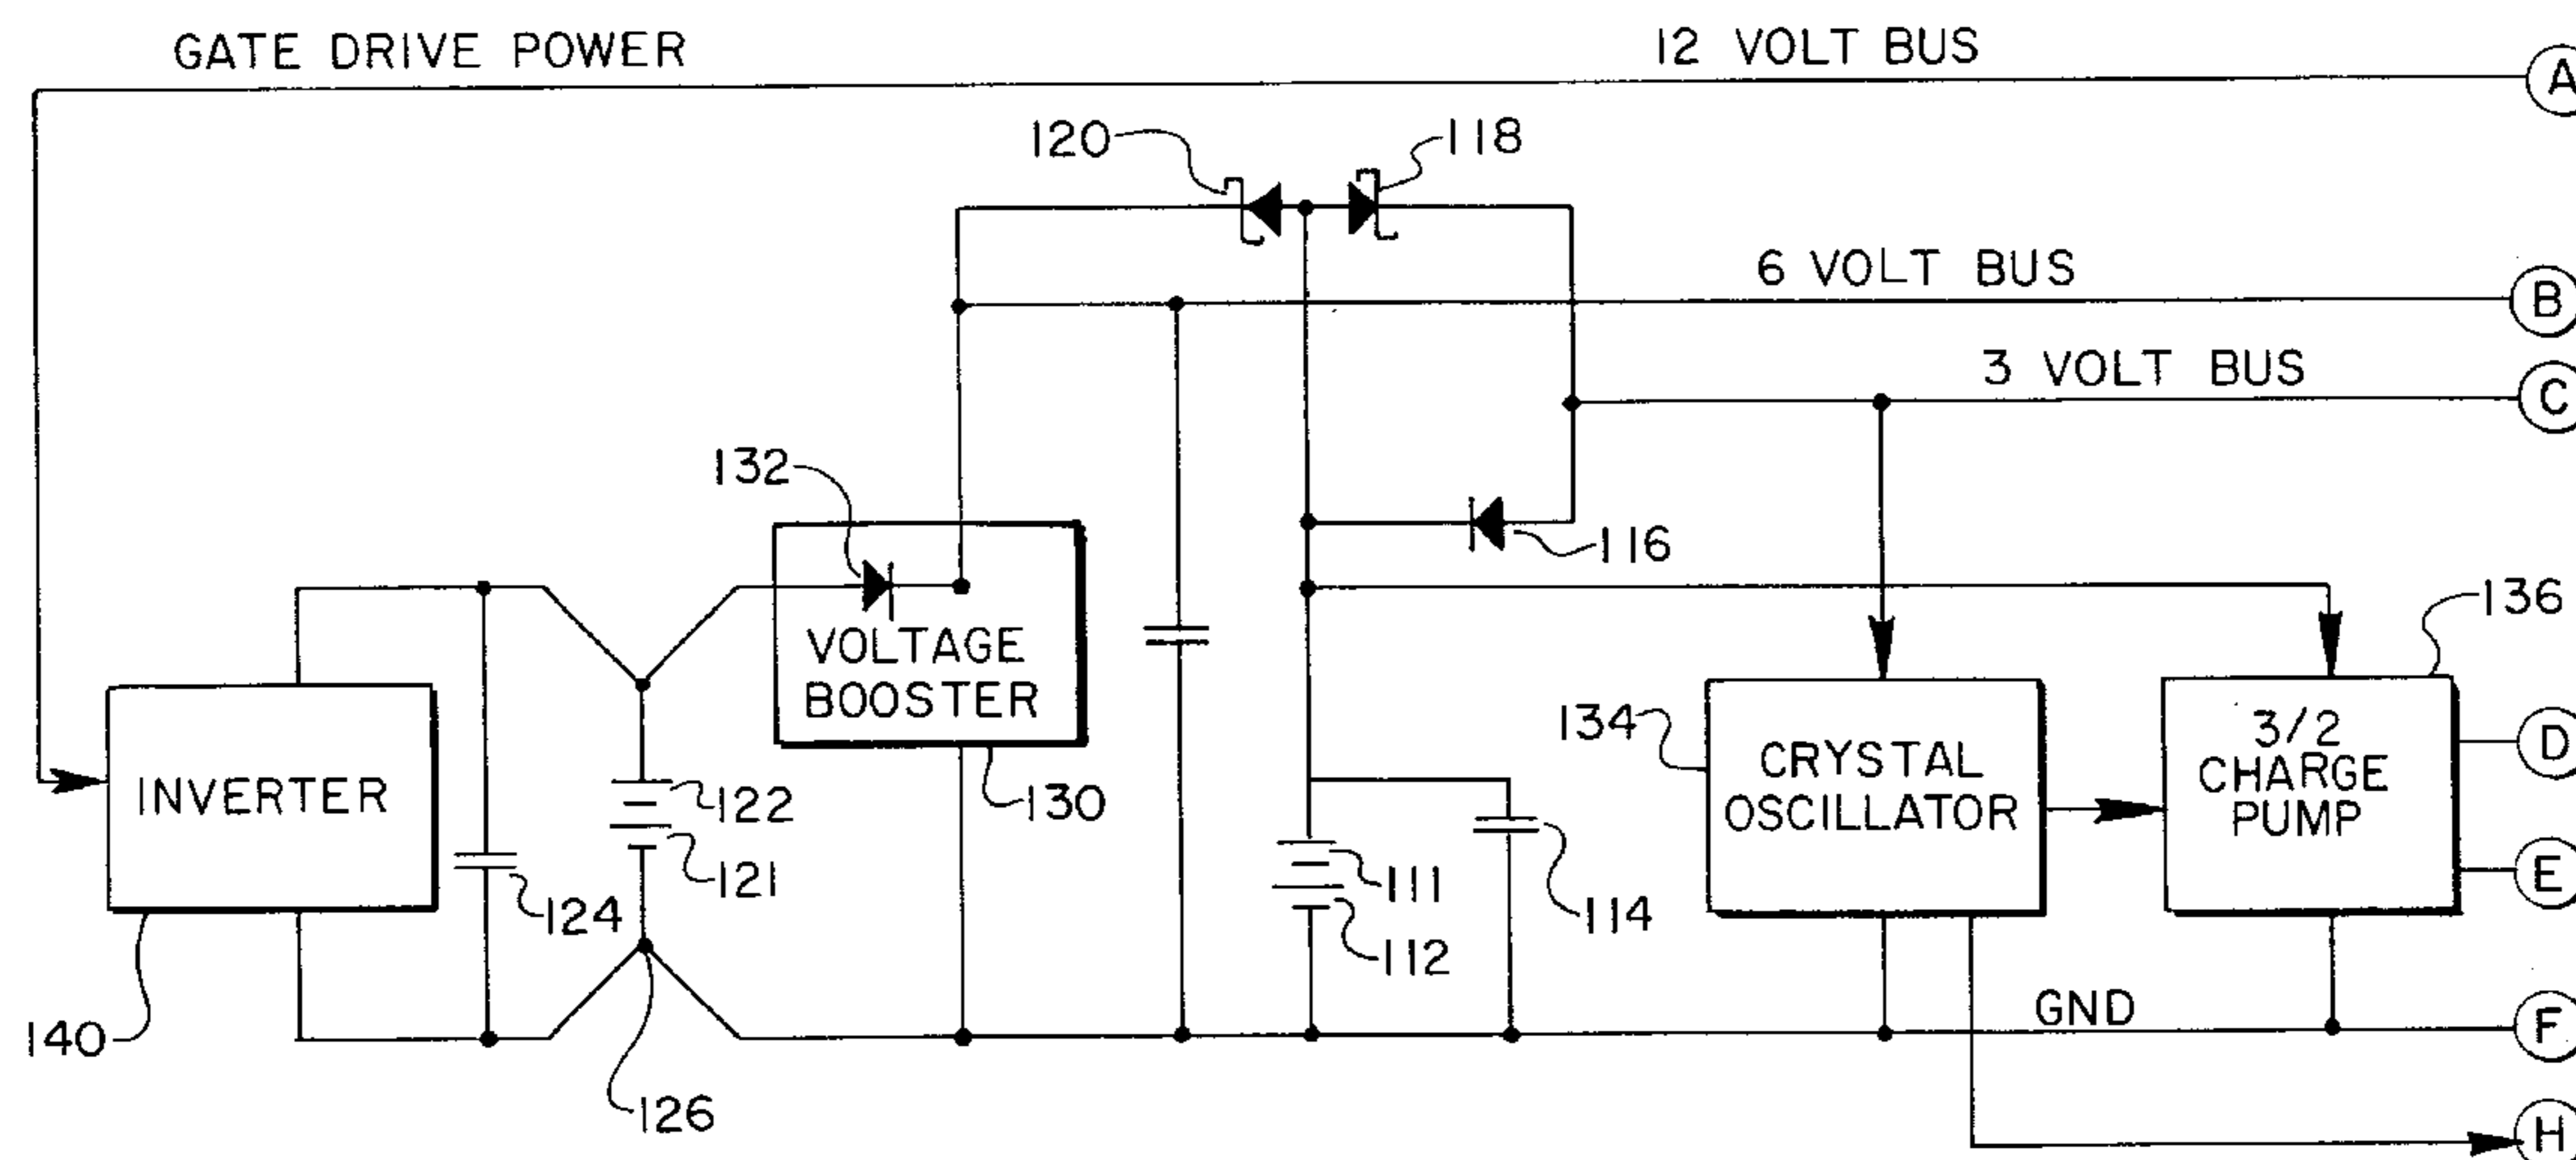 GATE DRIVE POWER
12 VOLT BUS
A
120
118
6 VOLT BUS
B
3 VOLT BUS
C
132
116
136
VOLTAGE
BOOSTER
134
3/2
CHARGE
PUMP
D
CRYSTAL
OSCILLATOR
INVERTER
122
130
121
111
E
124
114
112
GND
F
140
126
H